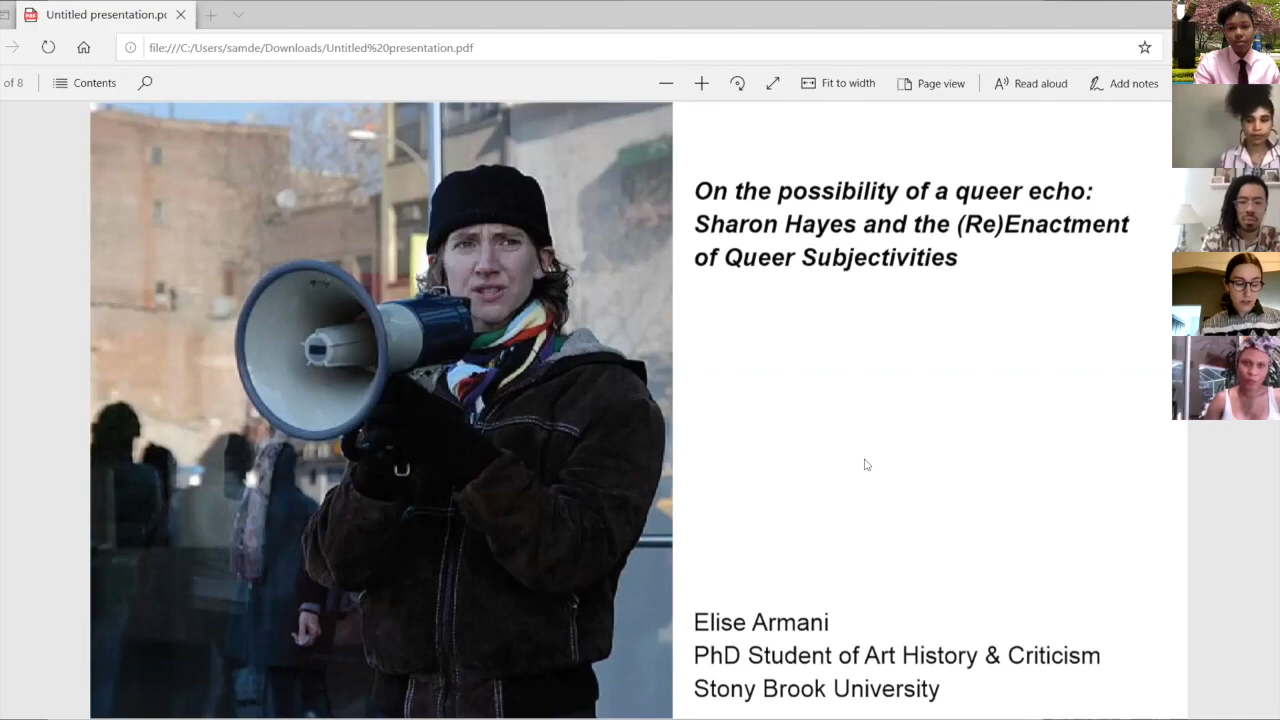 Untitled presentation.pd
file:///C:/Users/samde/Downloads/Untitled%20presentation.pdf
of 8
Contents
Fit to width
Page view
Read aloud
Add notes
On the possibility of a queer echo:
Sharon Hayes and the (Re)Enactment
of Queer Subjectivities
Elise Armani
PhD Student of Art History & Criticism
Stony Brook University